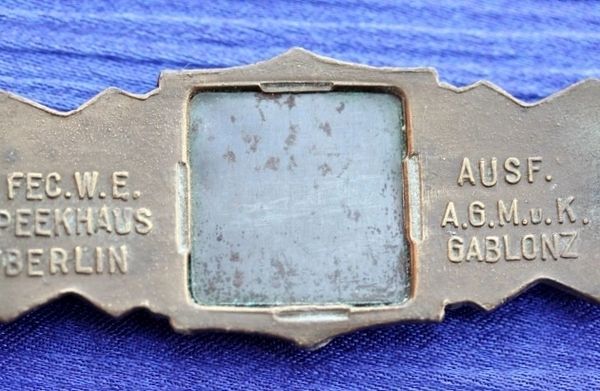 FEC.W.E.
PEEKHAUS
BERLIN
AUSF.
A.G.M.u.K.
GABLONZ